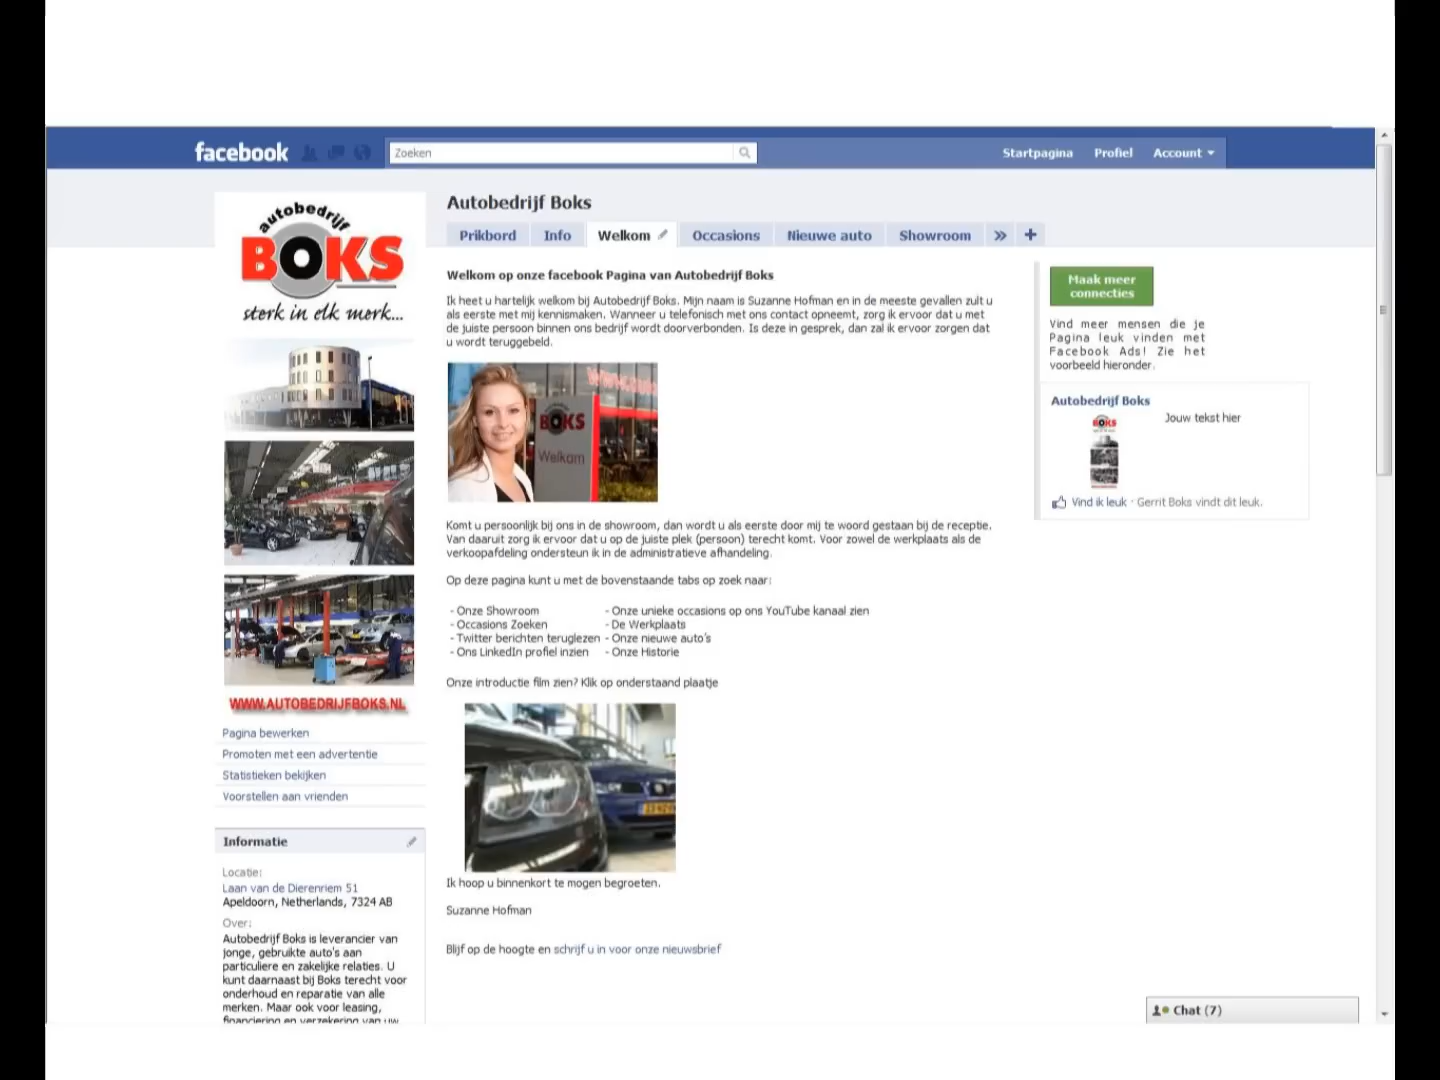 facebook
Zoeken
Startpagina Profiel Account
autobedrijf
BOKS
sterk in elk merk...
WWW.AUTOBEDRIJFBOKS.NL
Pagina bewerken
Promoten met een advertentie
Statistieken bekijken
Voorstellen aan vrienden
Informatie
Locatie:
Laan van de Dierenriem 51
Apeldoorn, Netherlands, 7324 AB
Over:
Autobedrijf Boks is leverancier van
jonge, gebruikte auto's aan
particuliere en zakelijke relaties. U
kunt daarnaast bij Boks terecht voor
onderhoud en reparatie van alle
merken. Maar ook voor leasing,
financiering en verzekering van uw
Autobedrijf Boks
Prikbord Info Welkom Occasions Nieuwe auto Showroom » +
Welkom op onze facebook Pagina van Autobedrijf Boks
Ik heet u hartelijk welkom bij Autobedrijf Boks. Mijn naam is Suzanne Hofman en in de meeste gevallen zult u
als eerste met mij kennismaken. Wanneer u telefonisch met ons contact opneemt, zorg ik ervoor dat u met
de juiste persoon binnen ons bedrijf wordt doorverbonden. Is deze in gesprek, dan zal ik ervoor zorgen dat
u wordt teruggebeld.
BOKS
Welkom
Komt u persoonlijk bij ons in de showroom, dan wordt u als eerste door mij te woord gestaan bij de receptie.
Van daaruit zorg ik ervoor dat u op de juiste plek (persoon) terecht komt. Voor zowel de werkplaats als de
verkoopafdeling ondersteun ik in de administratieve afhandeling.
Op deze pagina kunt u met de bovenstaande tabs op zoek naar:
- Onze Showroom - Onze unieke occasions op ons YouTube kanaal zien
- Occasions Zoeken - De Werkplaats
- Twitter berichten teruglezen - Onze nieuwe auto's
- Ons LinkedIn profiel inzien - Onze Historie
Onze introductie film zien? Klik op onderstaand plaatje
Ik hoop u binnenkort te mogen begroeten.
Suzanne Hofman
Blijf op de hoogte en schrijf u in voor onze nieuwsbrief
Maak meer
connecties
Vind meer mensen die je
Pagina leuk vinden met
Facebook Ads! Zie het
voorbeeld hieronder.
Autobedrijf Boks
BOKS
Jouw tekst hier
Vind ik leuk · Gerrit Boks vindt dit leuk.
Chat (7)